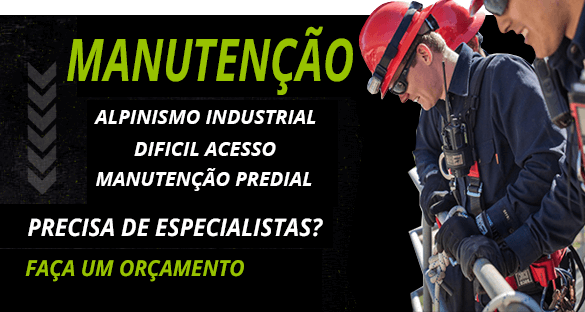 MANUTENÇÃO
ALPINISMO INDUSTRIAL
DIFICIL ACESSO
MANUTENÇÃO PREDIAL
PRECISA DE ESPECIALISTAS?
FAÇA UM ORÇAMENTO